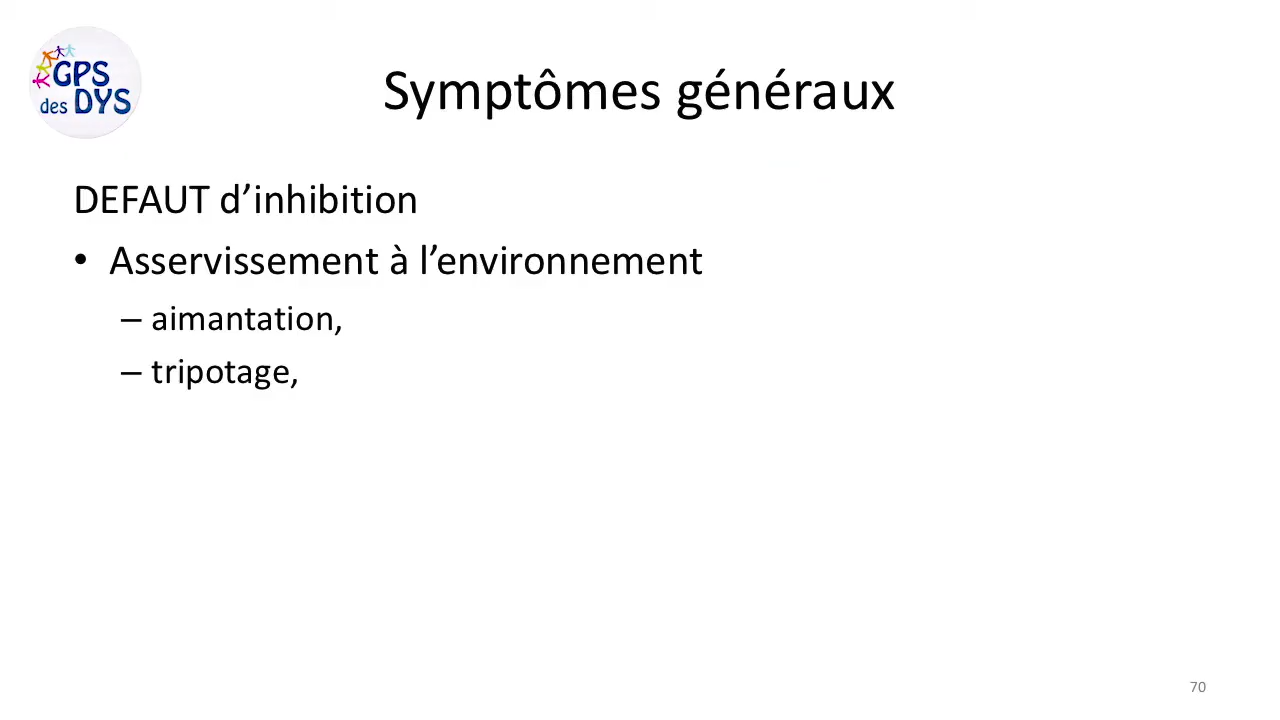 GPS
des DYS
Symptômes généraux
DEFAUT d’inhibition
• Asservissement à l’environnement
– aimantation,
– tripotage,
70